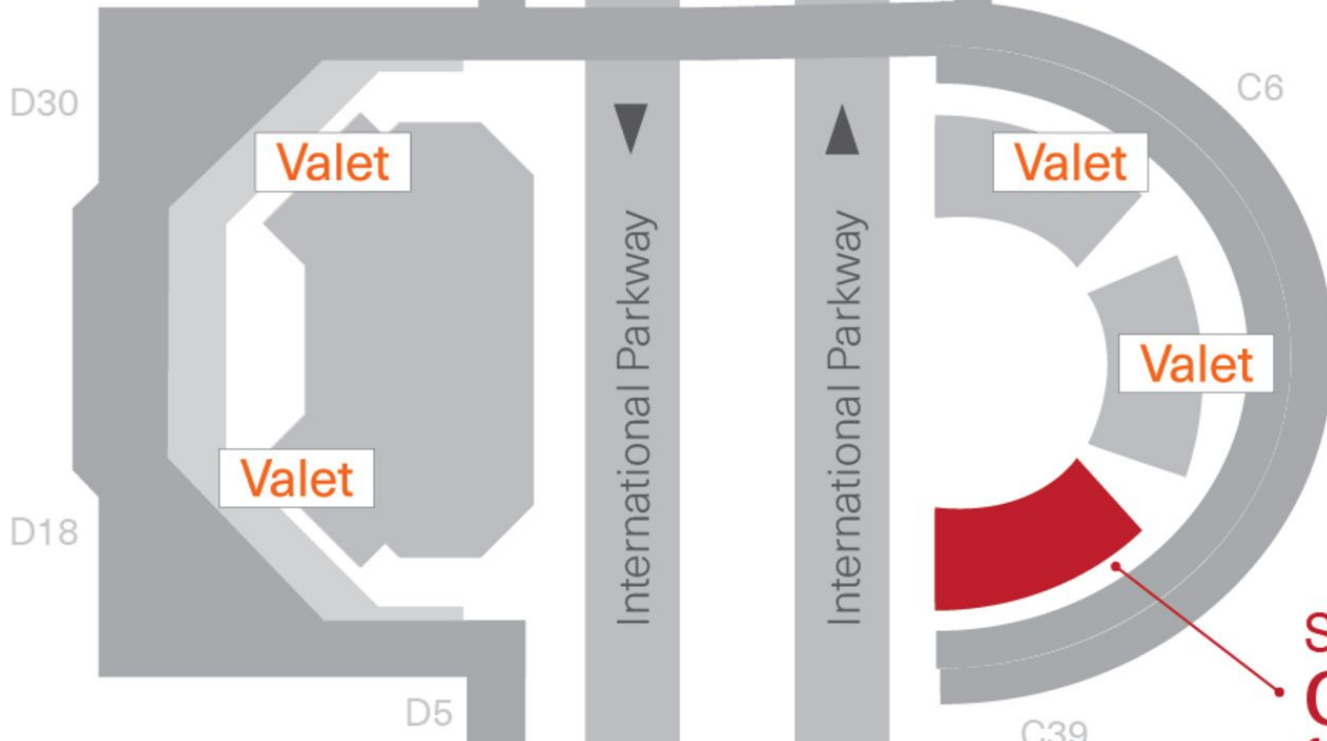 D30
C6
Valet
Valet
International Parkway
International Parkway
Valet
Valet
D18
D5
C39